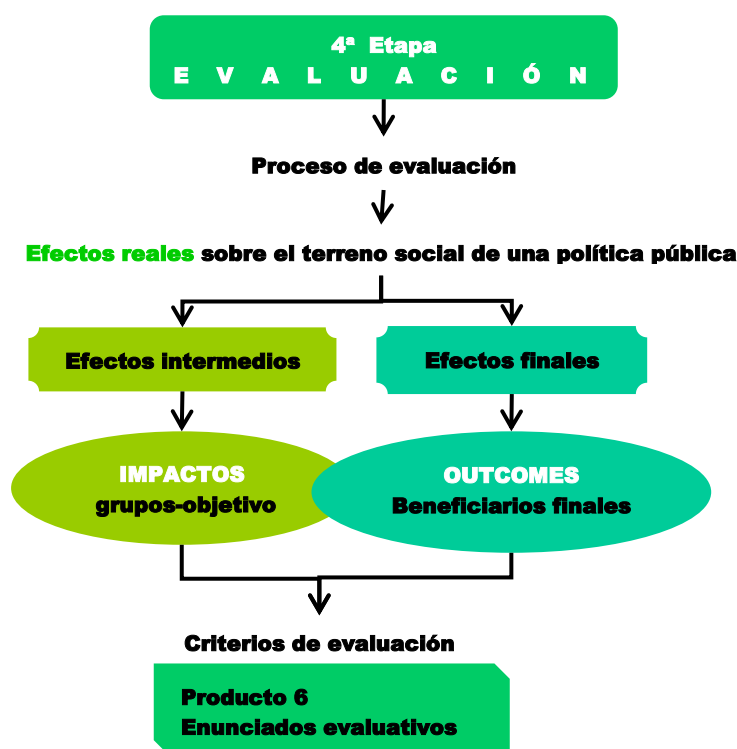 4ª Etapa
E V A L U A C I Ó N
Proceso de evaluación
Efectos reales sobre el terreno social de una política pública
Efectos intermedios
Efectos finales
IMPACTOS
grupos-objetivo
OUTCOMES
Beneficiarios finales
Criterios de evaluación
Producto 6
Enunciados evaluativos